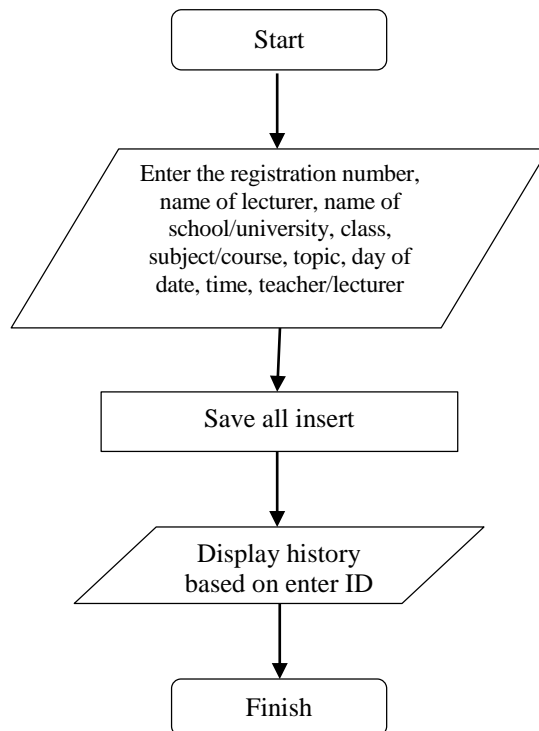 Start
Enter the registration number,
name of lecturer, name of
school/university, class,
subject/course, topic, day of
date, time, teacher/lecturer
Save all insert
Display history
based on enter ID
Finish